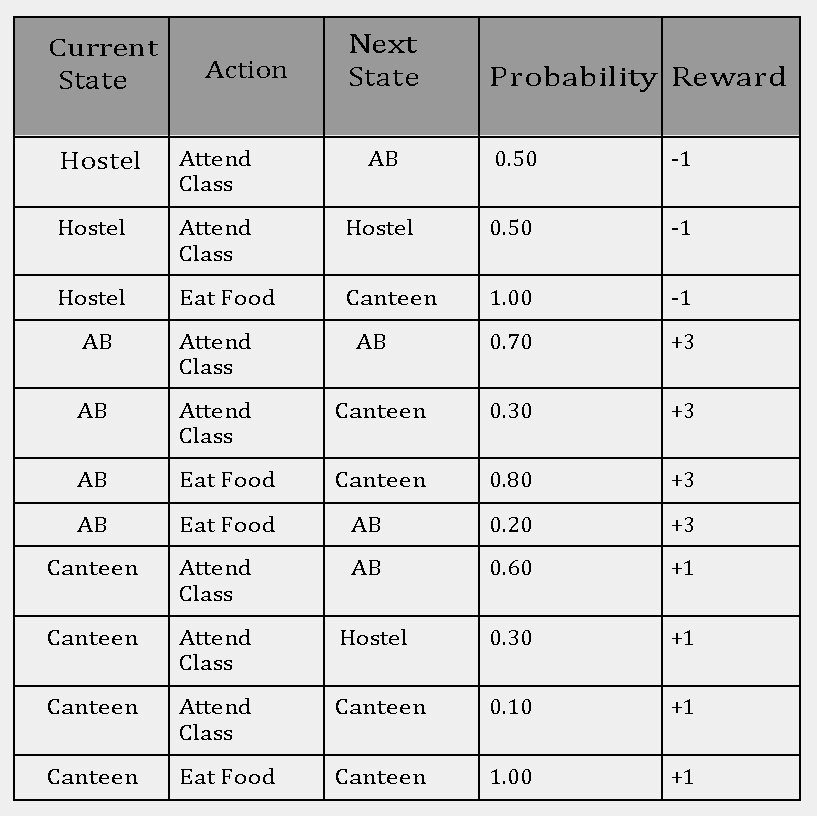 Current State Action Next State Probability Reward
Hostel Attend Class AB 0.50 -1
Hostel Attend Class Hostel 0.50 -1
Hostel Eat Food Canteen 1.00 -1
AB Attend Class AB 0.70 +3
AB Attend Class Canteen 0.30 +3
AB Eat Food Canteen 0.80 +3
AB Eat Food AB 0.20 +3
Canteen Attend Class AB 0.60 +1
Canteen Attend Class Hostel 0.30 +1
Canteen Attend Class Canteen 0.10 +1
Canteen Eat Food Canteen 1.00 +1